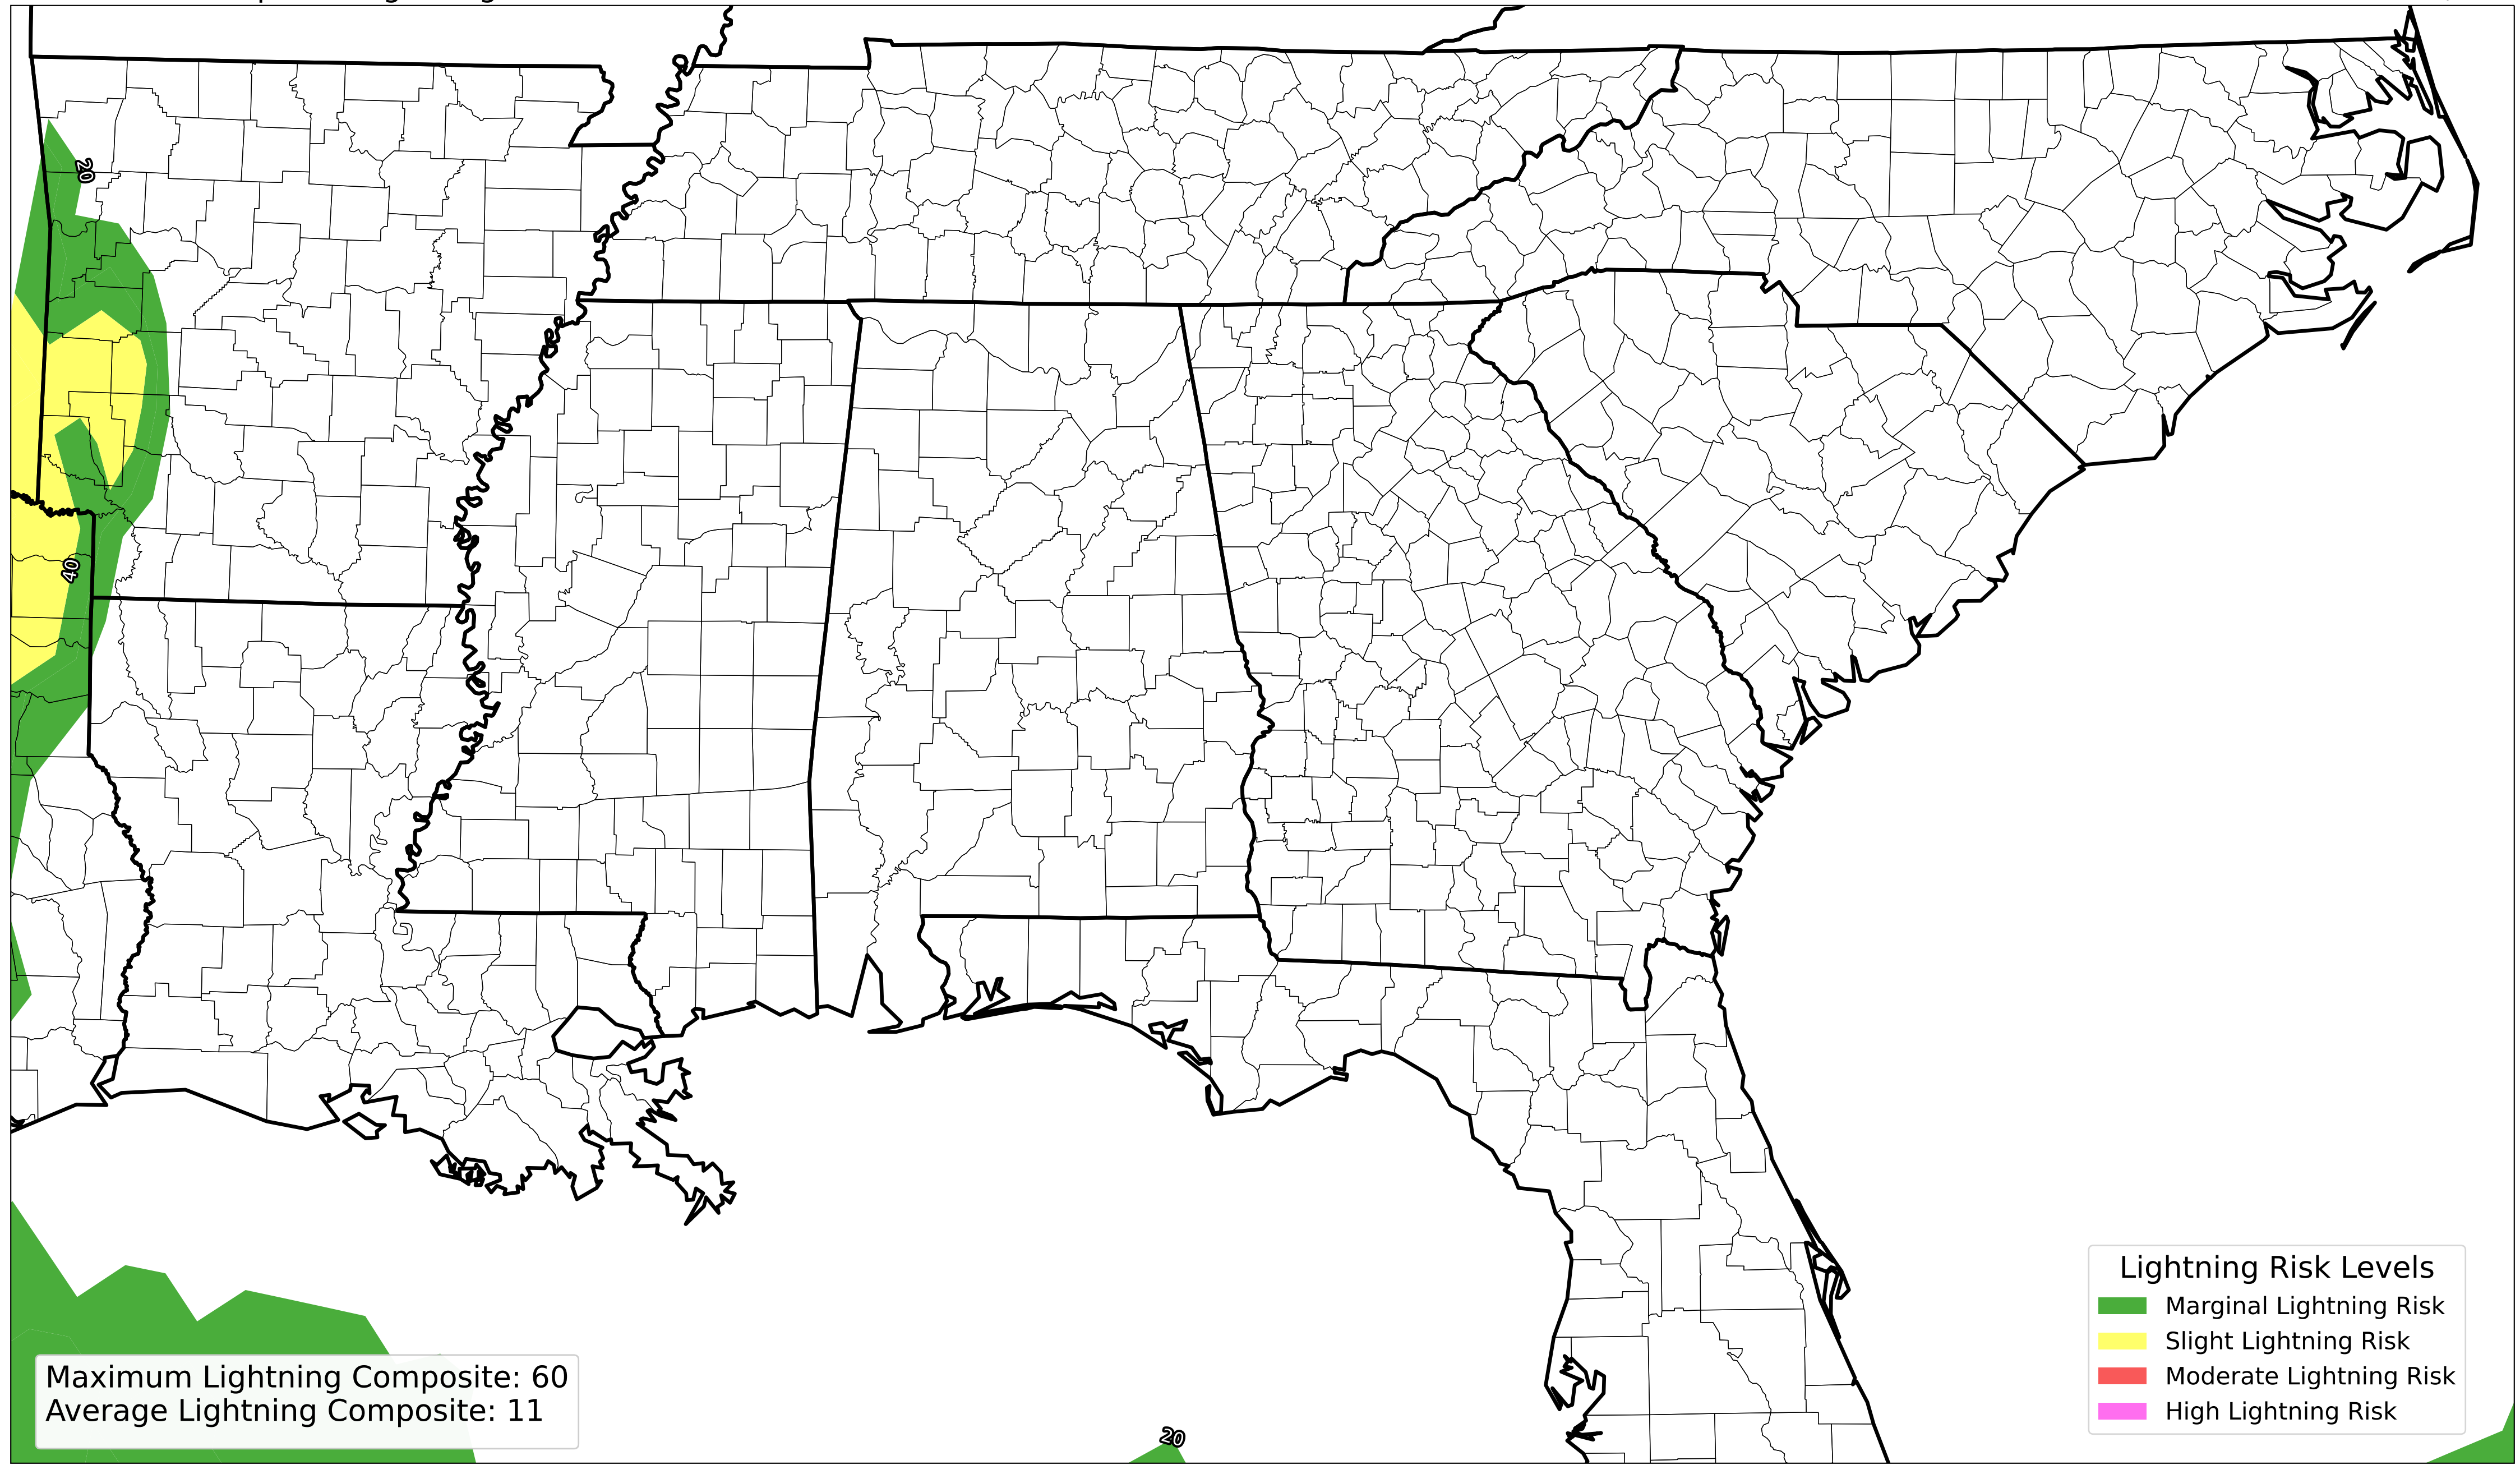 20
40
Lightning Risk Levels
Marginal Lightning Risk
Slight Lightning Risk
Moderate Lightning Risk
High Lightning Risk
Maximum Lightning Composite: 60
Average Lightning Composite: 11
20